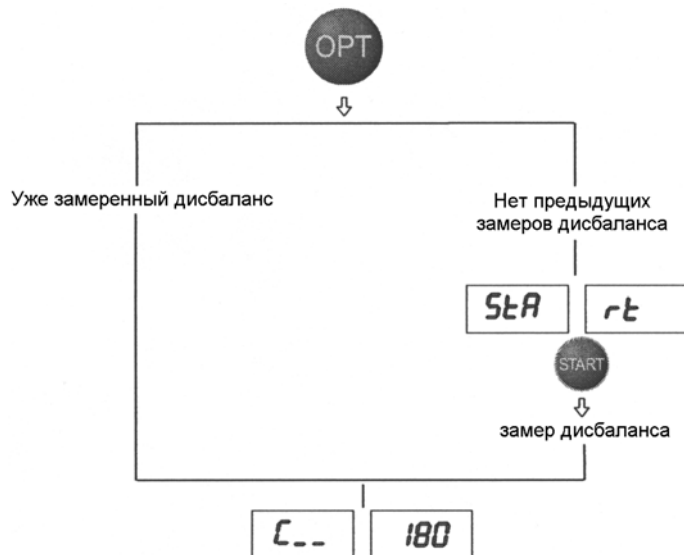 OPT
Уже замеренный дисбаланс
Нет предыдущих
замеров дисбаланса
StA rt
START
замер дисбаланса
C__ 180